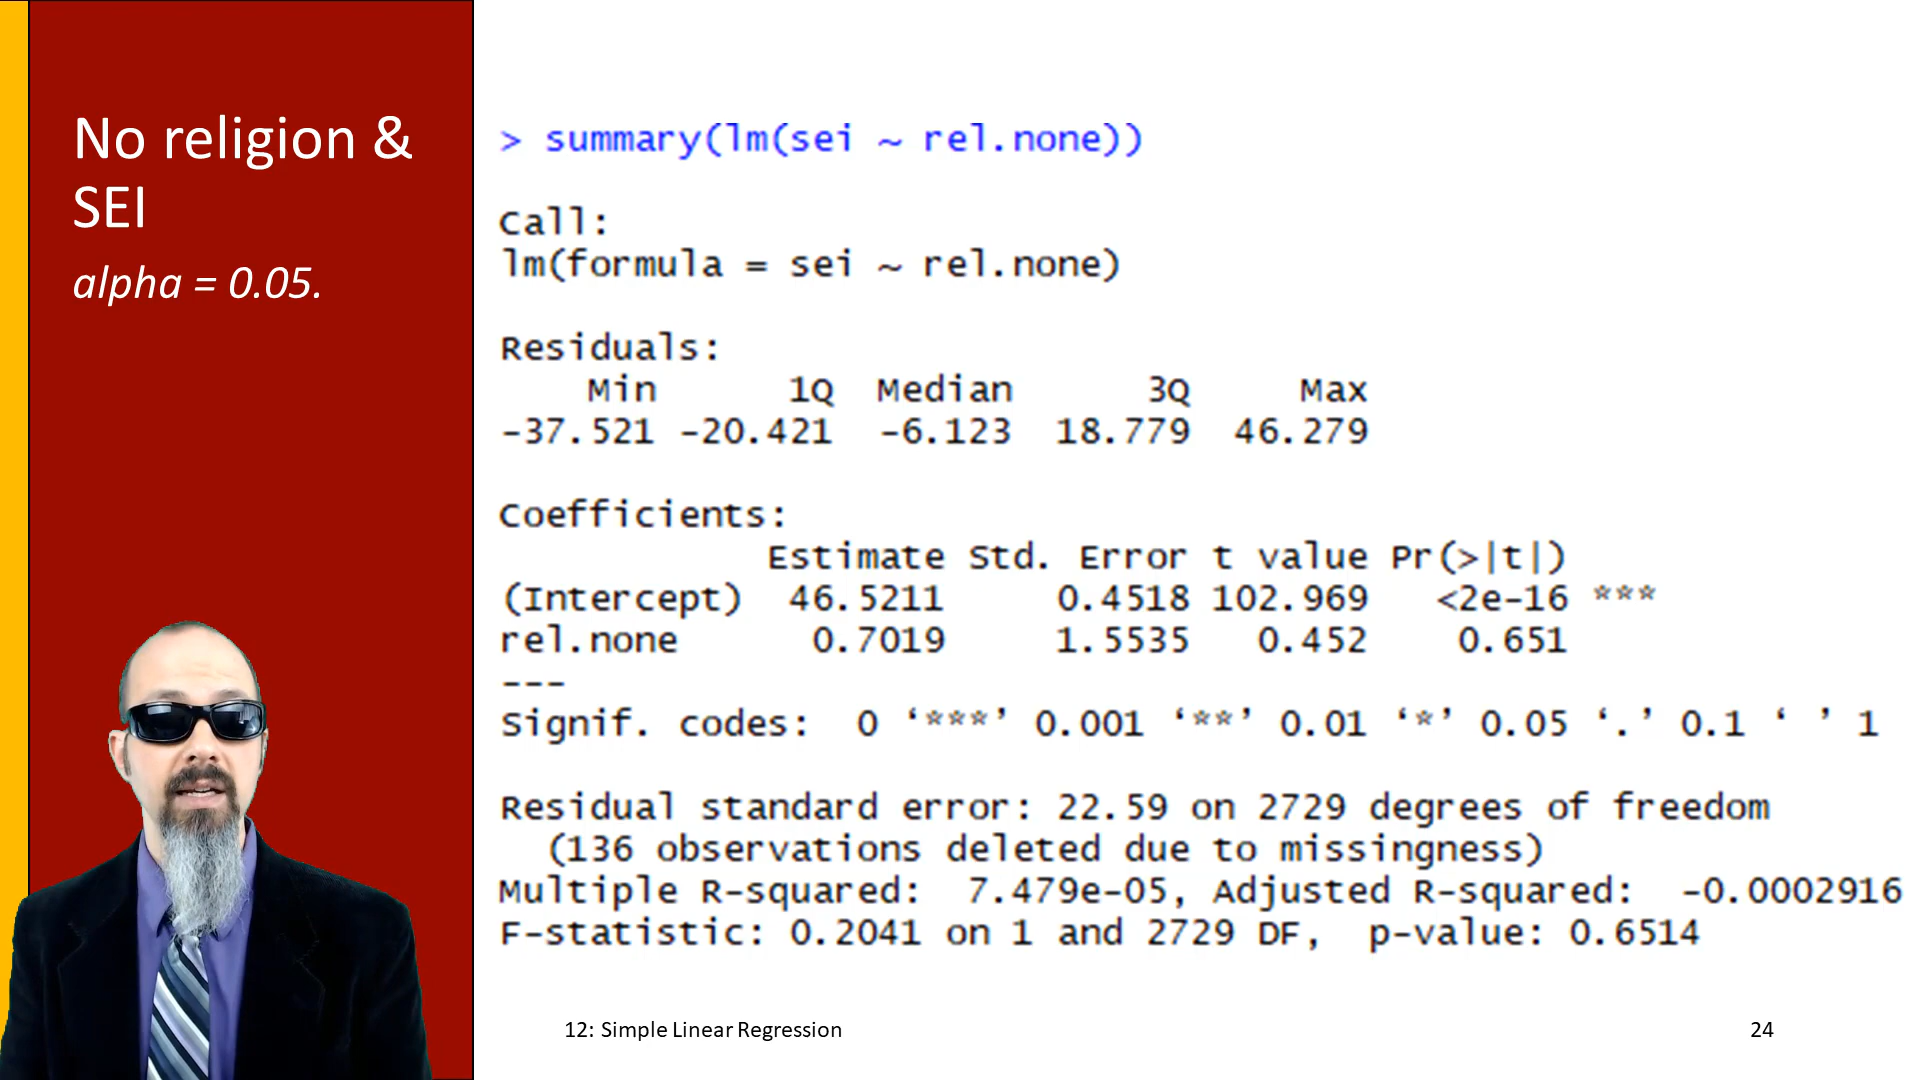 No religion &
SEI
alpha = 0.05.
> summary(lm(sei ~ rel.none))
Call:
lm(formula = sei ~ rel.none)
Residuals:
Min 1Q Median 3Q Max
-37.521 -20.421 -6.123 18.779 46.279
Coefficients:
Estimate Std. Error t value Pr(>|t|)
(Intercept) 46.5211 0.4518 102.969 <2e-16 ***
rel.none 0.7019 1.5535 0.452 0.651
---
Signif. codes: 0 ‘***’ 0.001 ‘**’ 0.01 ‘*’ 0.05 ‘.’ 0.1 ‘ ’ 1
Residual standard error: 22.59 on 2729 degrees of freedom
(136 observations deleted due to missingness)
Multiple R-squared: 7.479e-05, Adjusted R-squared: -0.0002916
F-statistic: 0.2041 on 1 and 2729 DF, p-value: 0.6514
12: Simple Linear Regression
24